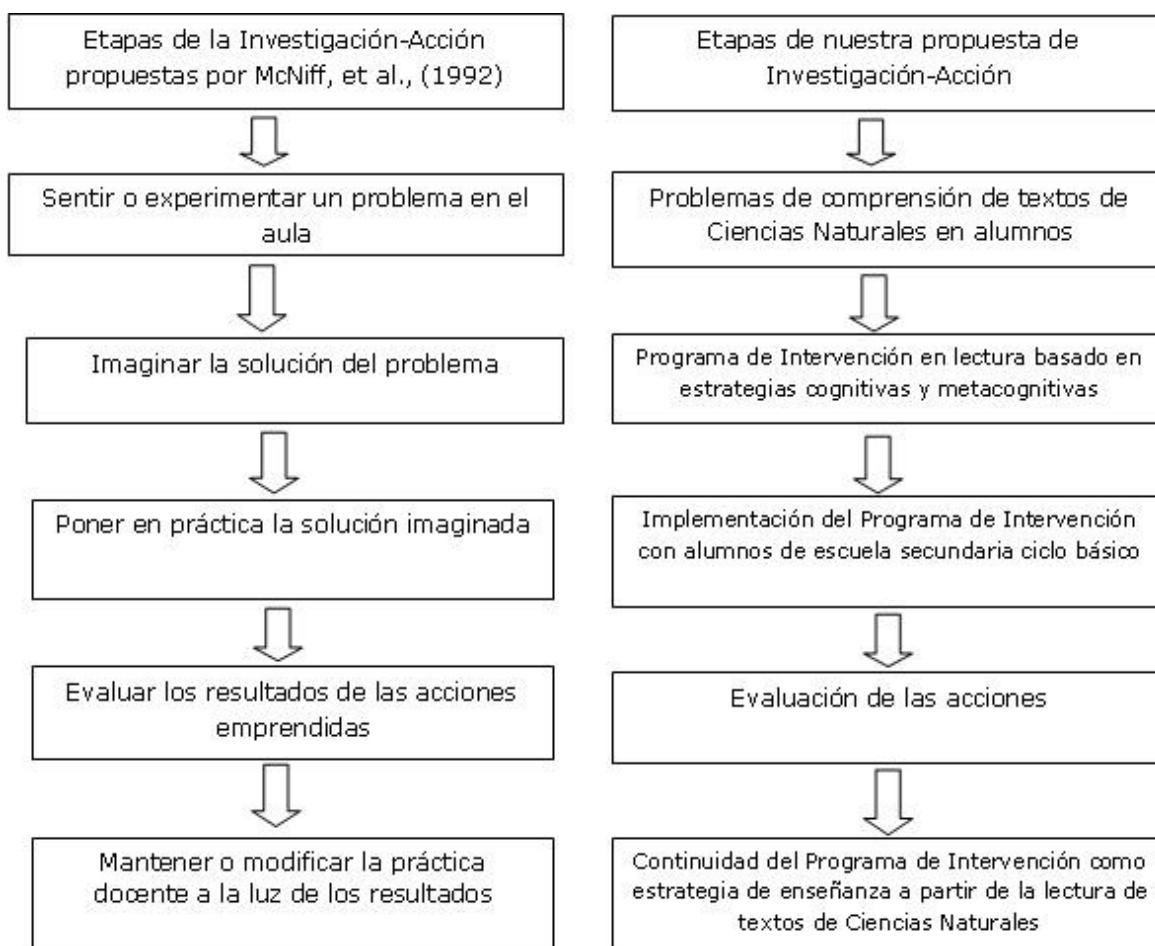 Etapas de la Investigación-Acción
propuestas por McNiff, et al., (1992)
Sentir o experimentar un problema en el
aula
Imaginar la solución del problema
Poner en práctica la solución imaginada
Evaluar los resultados de las acciones
emprendidas
Mantener o modificar la práctica
docente a la luz de los resultados
Etapas de nuestra propuesta de
Investigación-Acción
Problemas de comprensión de textos de
Ciencias Naturales en alumnos
Programa de Intervención en lectura basado en
estrategias cognitivas y metacognitivas
Implementación del Programa de Intervención
con alumnos de escuela secundaria ciclo básico
Evaluación de las acciones
Continuidad del Programa de Intervención como
estrategia de enseñanza a partir de la lectura de
textos de Ciencias Naturales